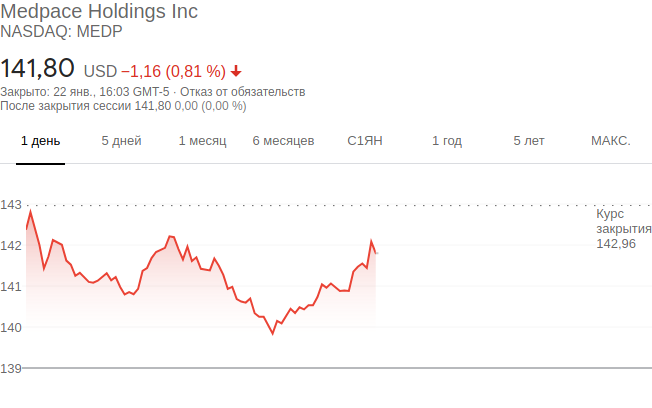 Medpace Holdings Inc
NASDAQ: MEDP
141,80 USD −1,16 (0,81 %)
Закрыто: 22 янв., 16:03 GMT-5 · Отказ от обязательств
После закрытия сессии 141,80 0,00 (0,00 %)
1 день 5 дней 1 месяц 6 месяцев С1ЯН 1 год 5 лет МАКС.
143
Курс
закрытия
142,96
142
141
140
139